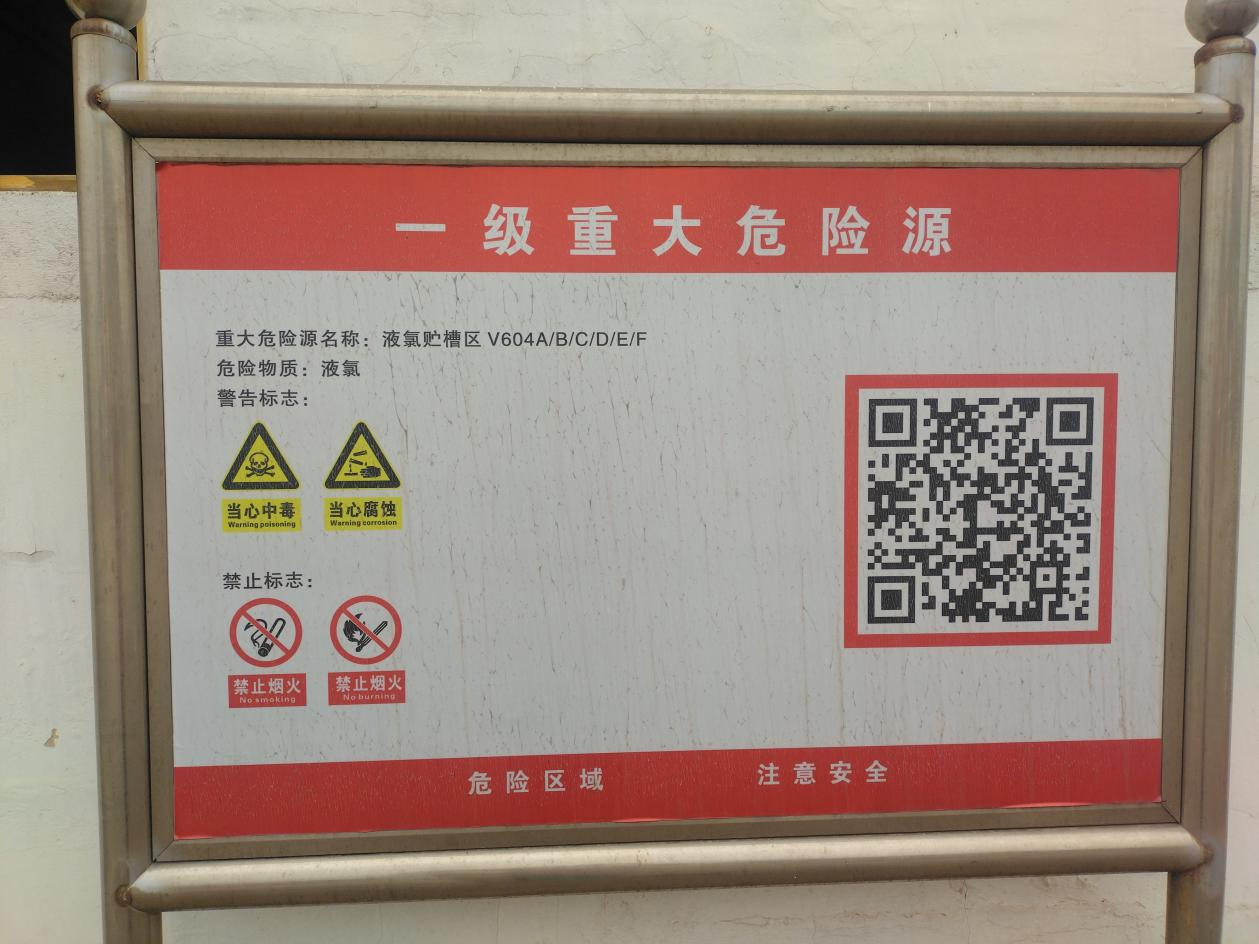 一级重大危险源
重大危险源名称：液氯贮槽区 V604A/B/C/D/E/F
危险物质：液氯
警告标志：
当心中毒 当心腐蚀
Warning poisoning Warning corrosion
禁止标志：
禁止烟火 禁止烟火
No smoking No burning
危险区域 注意安全